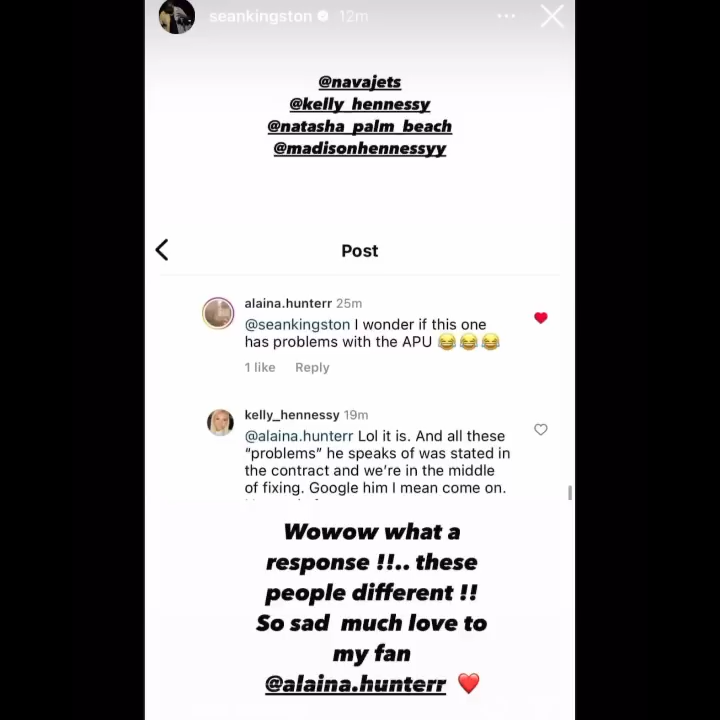 seankingston 12m
@navajets
@kelly_hennessy
@natasha_palm_beach
@madisonhennessyy
Post
alaina.hunterr 25m
@seankingston I wonder if this one
has problems with the APU 😂😂😂
1 like Reply
kelly_hennessy 19m
@alaina.hunterr Lol it is. And all these
“problems” he speaks of was stated in
the contract and we’re in the middle
of fixing. Google him I mean come on.
Wowow what a
response !!.. these
people different !!
So sad much love to
my fan
@alaina.hunterr ❤️